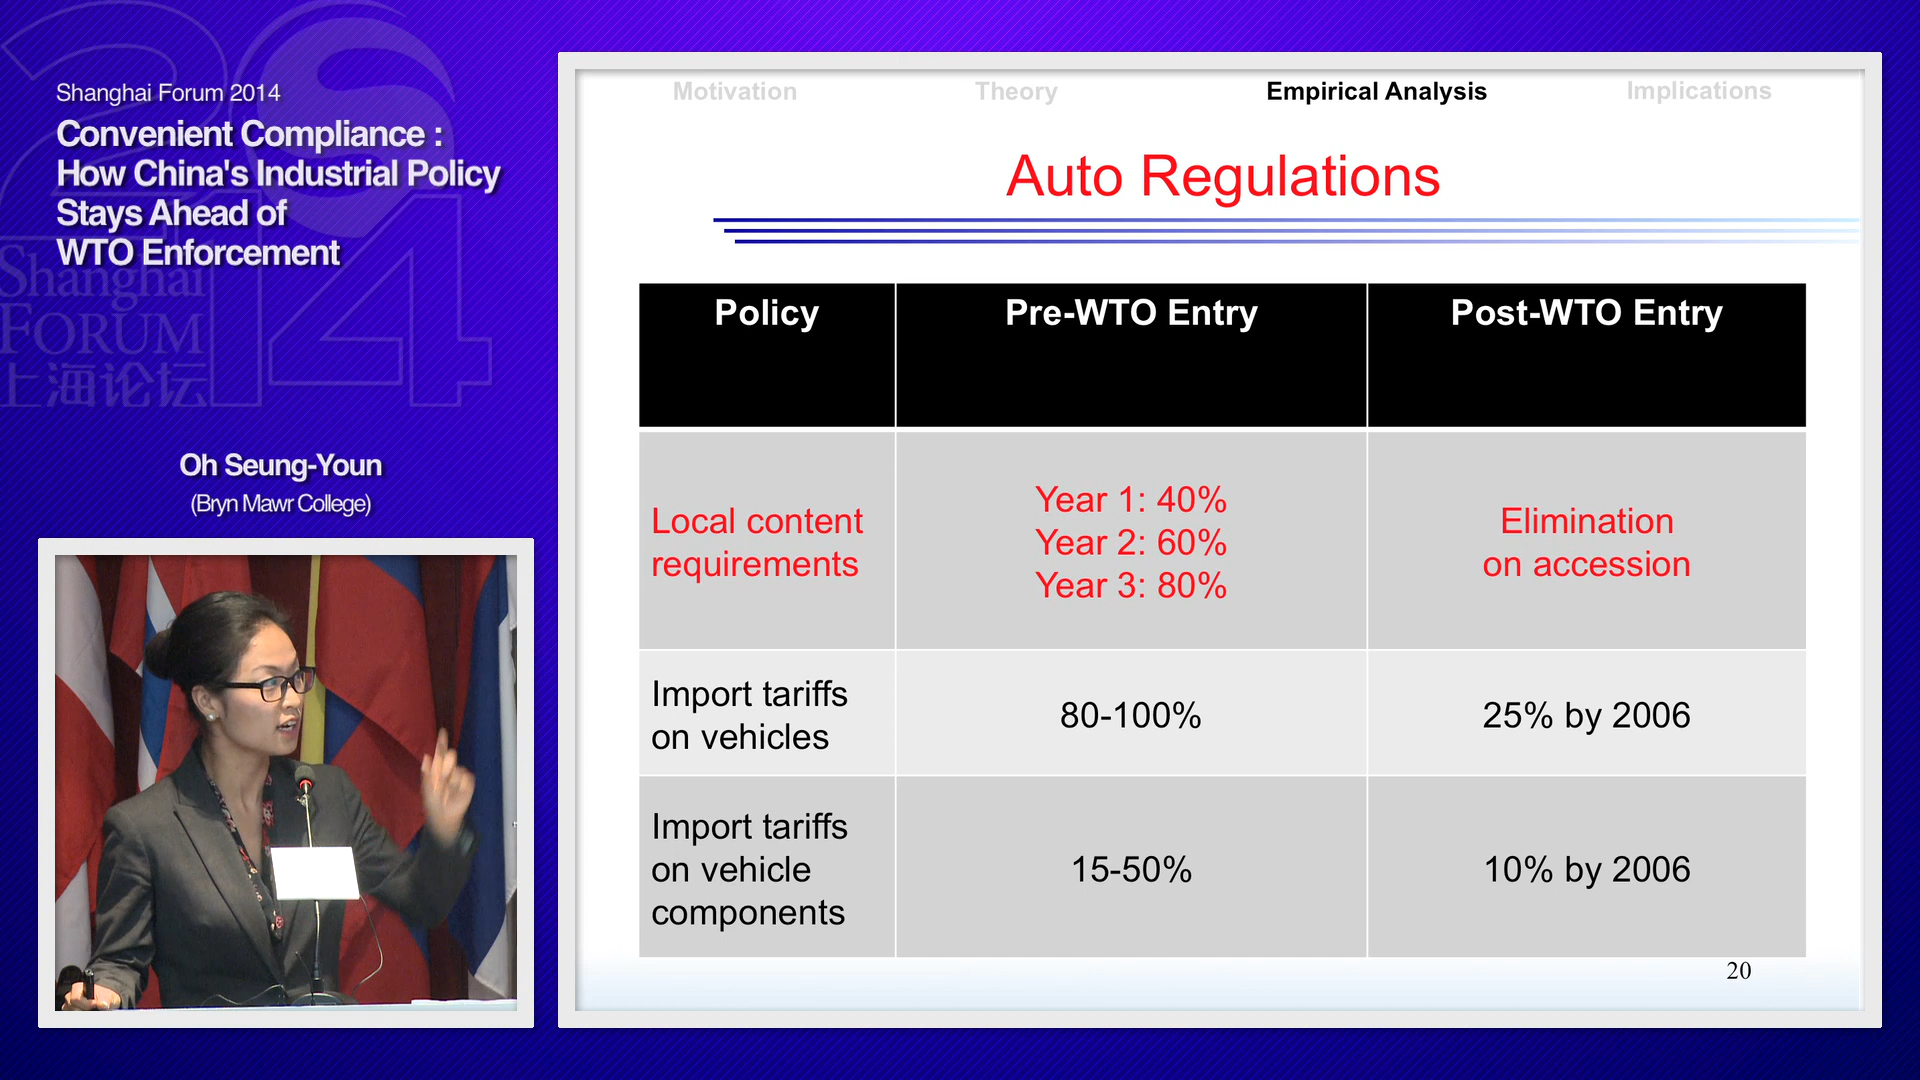 Shanghai Forum 2014
Convenient Compliance :
How China's Industrial Policy
Stays Ahead of
WTO Enforcement
Shanghai
FORUM
上海论坛
2014
Oh Seung-Youn
(Bryn Mawr College)
Motivation Theory Empirical Analysis Implications
Auto Regulations
Policy Pre-WTO Entry Post-WTO Entry
Local content
requirements
Year 1: 40%
Year 2: 60%
Year 3: 80%
Elimination
on accession
Import tariffs
on vehicles
80-100%
25% by 2006
Import tariffs
on vehicle
components
15-50%
10% by 2006
20